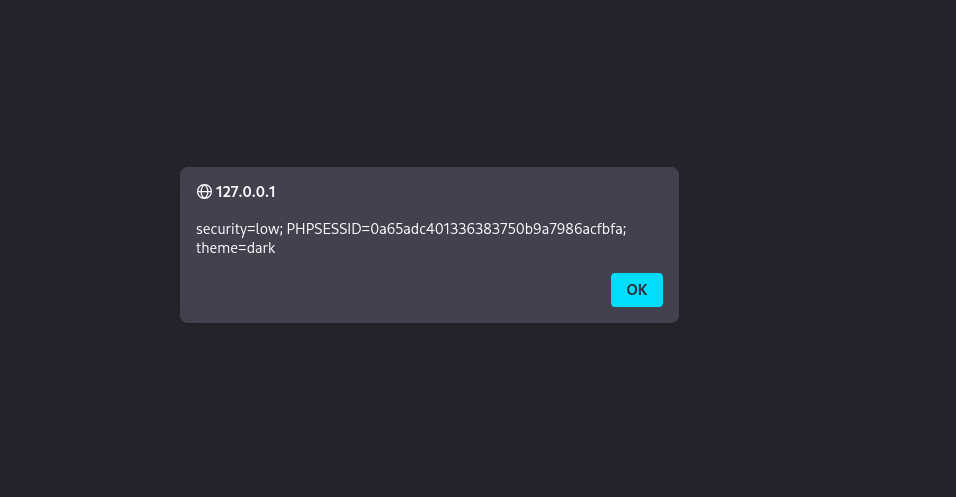 127.0.0.1
security=low; PHPSESSID=0a65adc401336383750b9a7986acfbfa;
theme=dark
OK